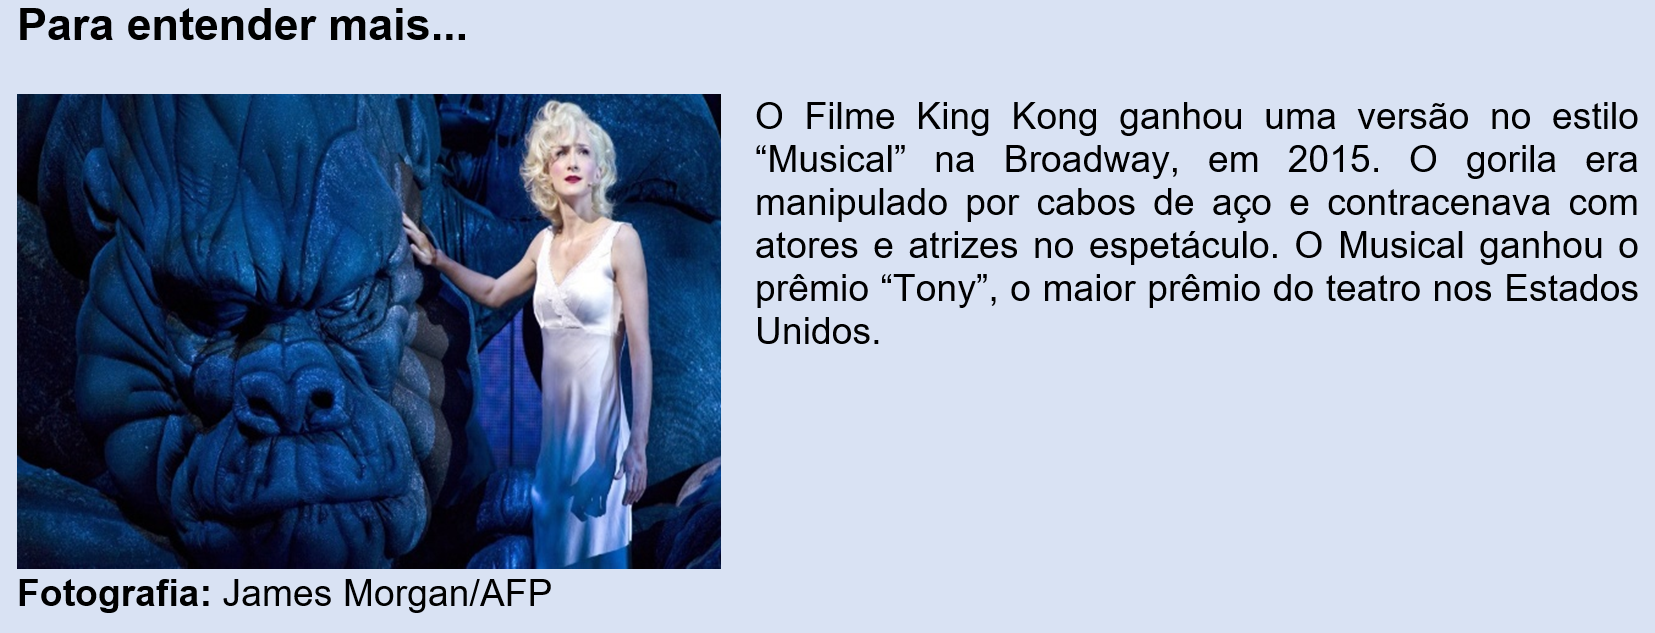 Para entender mais...
O Filme King Kong ganhou uma versão no estilo
“Musical” na Broadway, em 2015. O gorila era
manipulado por cabos de aço e contracenava com
atores e atrizes no espetáculo. O Musical ganhou o
prêmio “Tony”, o maior prêmio do teatro nos Estados
Unidos.
Fotografia: James Morgan/AFP